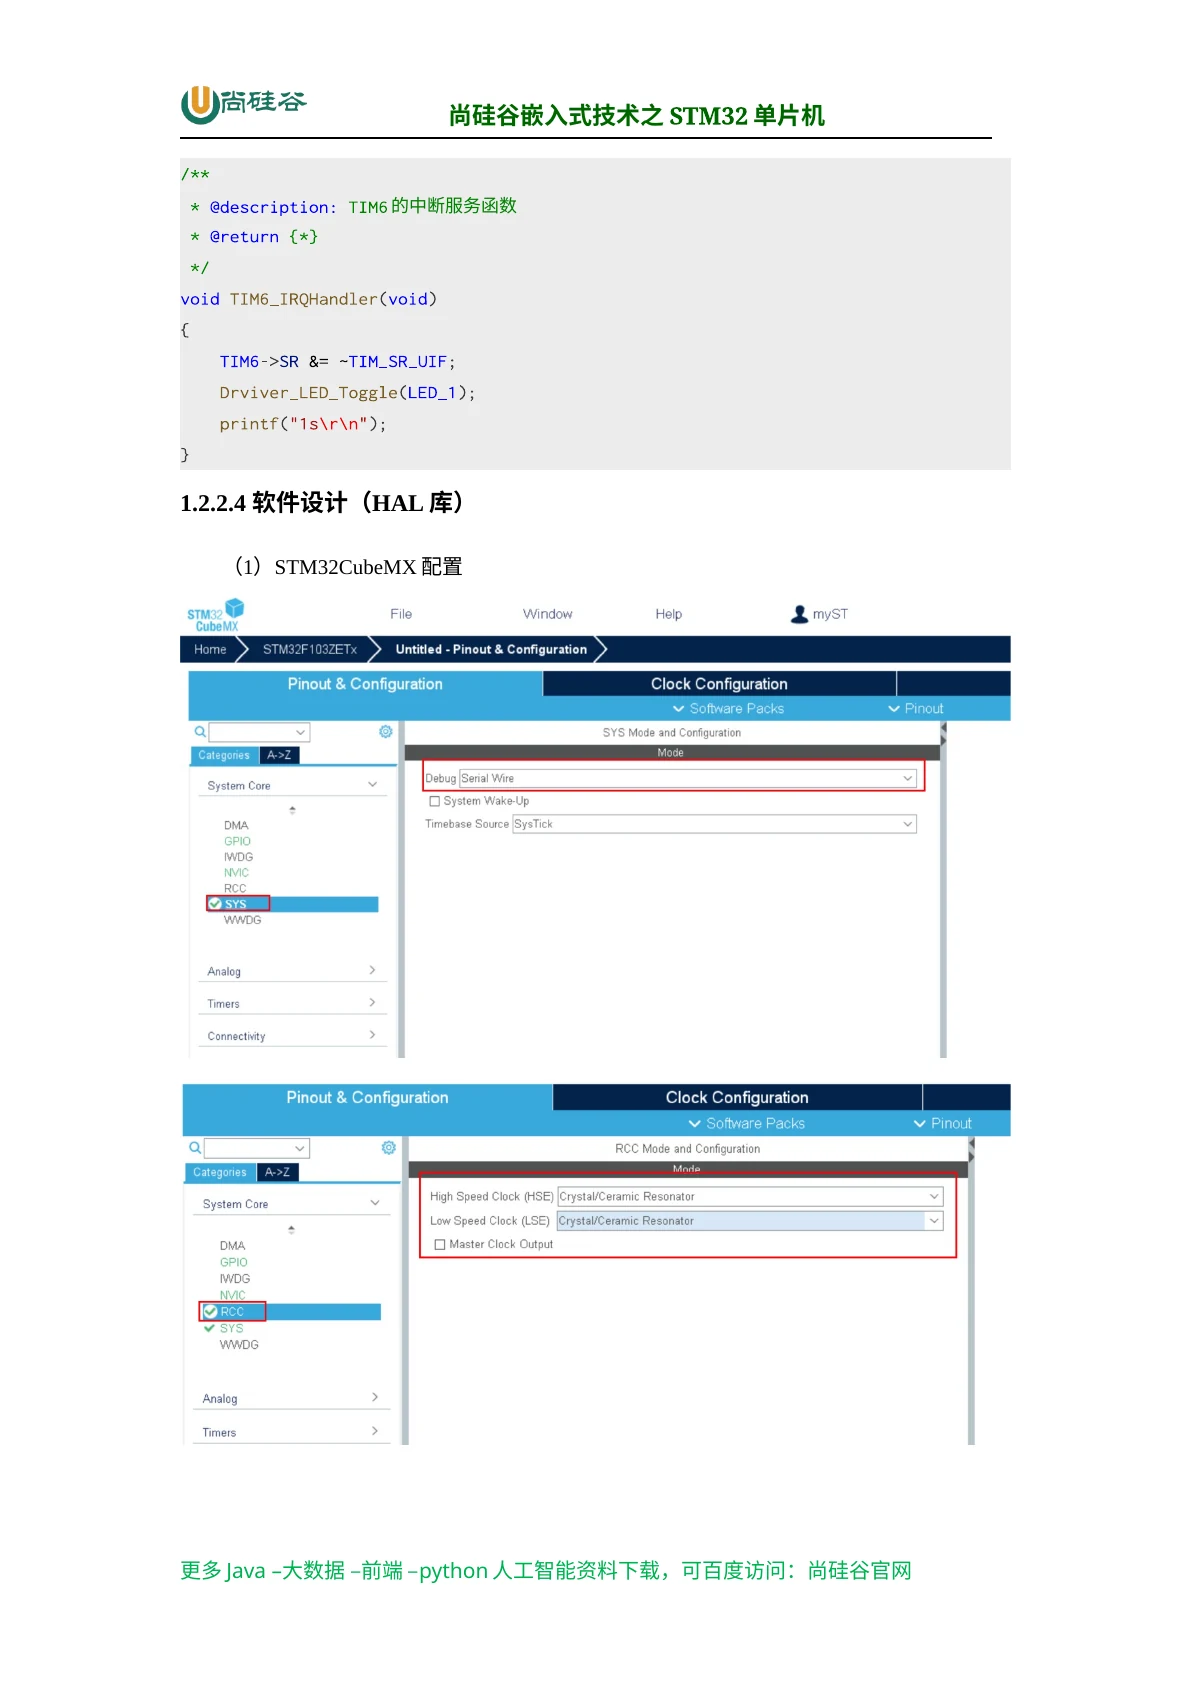 尚硅谷
尚硅谷嵌入式技术之 STM32 单片机
/**
 * @description: TIM6 的中断服务函数
 * @return {*}
 */
void TIM6_IRQHandler(void)
{
    TIM6->SR &= ~TIM_SR_UIF;
    Drviver_LED_Toggle(LED_1);
    printf("1s\r\n");
}
1.2.2.4 软件设计（HAL 库）
（1）STM32CubeMX 配置
STM32 CubeMX File Window Help myST
Home STM32F103ZETx Untitled - Pinout & Configuration
Pinout & Configuration Clock Configuration
Software Packs Pinout
SYS Mode and Configuration
Categories A->Z Mode
System Core Debug Serial Wire
System Wake-Up
Timebase Source SysTick
DMA
GPIO
IWDG
NVIC
RCC
SYS
WWDG
Analog
Timers
Connectivity
Pinout & Configuration Clock Configuration
Software Packs Pinout
RCC Mode and Configuration
Categories A->Z Mode
System Core High Speed Clock (HSE) Crystal/Ceramic Resonator
Low Speed Clock (LSE) Crystal/Ceramic Resonator
Master Clock Output
DMA
GPIO
IWDG
NVIC
RCC
SYS
WWDG
Analog
Timers
更多 Java –大数据 –前端 –python 人工智能资料下载，可百度访问：尚硅谷官网